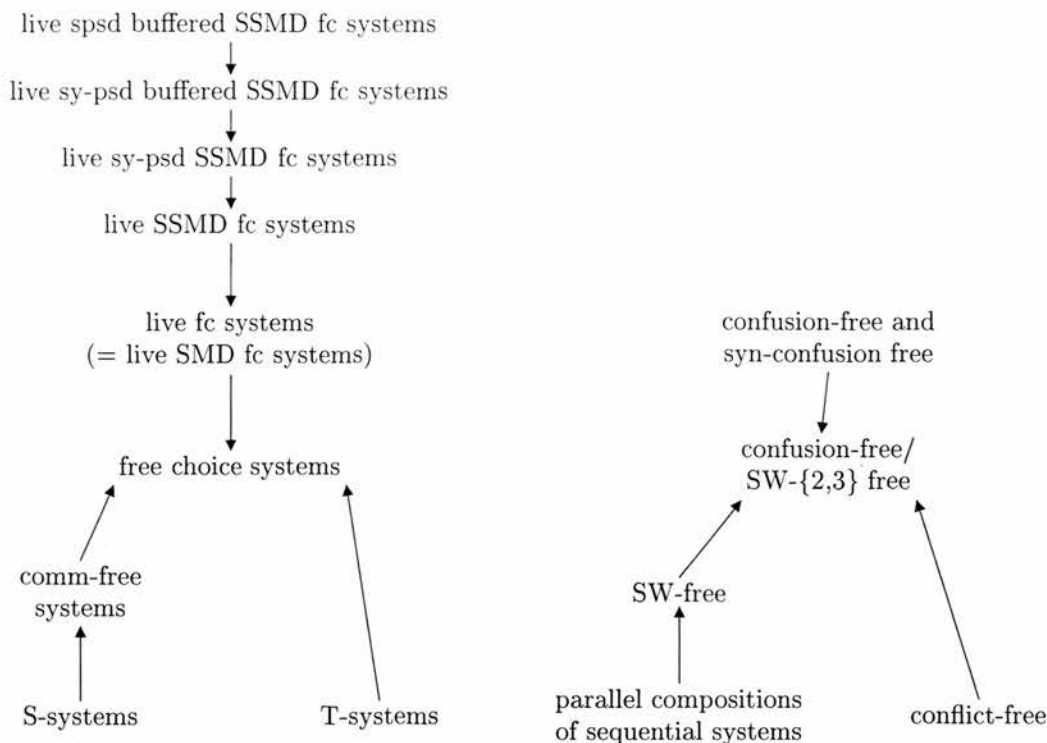 live spsd buffered SSMD fc systems
live sy-psd buffered SSMD fc systems
live sy-psd SSMD fc systems
live SSMD fc systems
live fc systems
(= live SMD fc systems)
free choice systems
comm-free
systems
S-systems
T-systems
confusion-free and
syn-confusion free
confusion-free/
SW-{2,3} free
SW-free
parallel compositions
of sequential systems
conflict-free